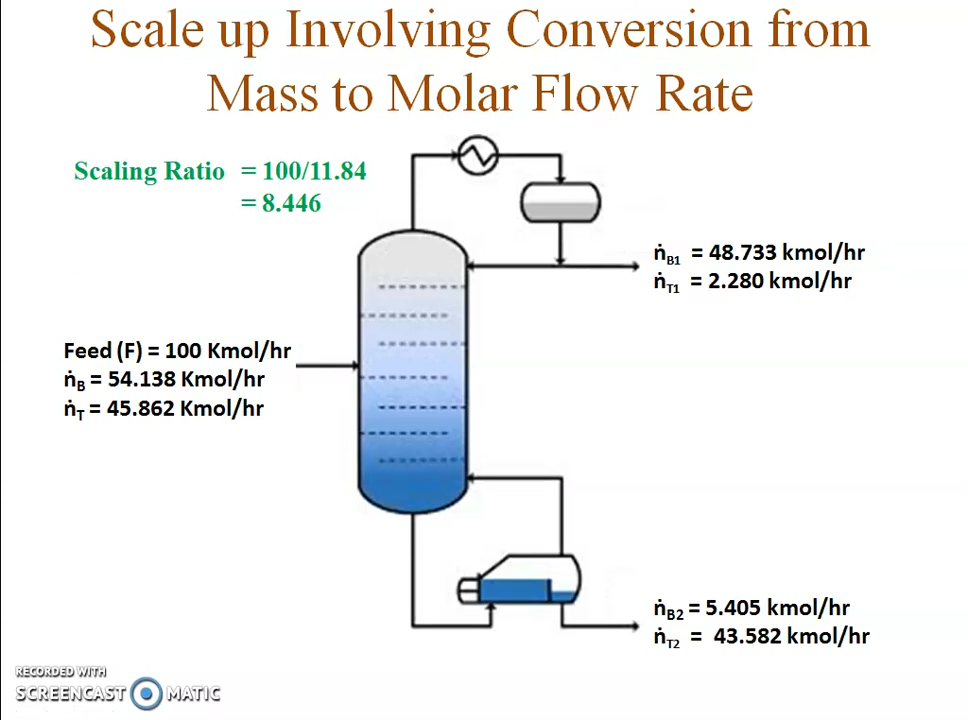 Scale up Involving Conversion from
Mass to Molar Flow Rate
Scaling Ratio = 100/11.84
= 8.446
ṅB1 = 48.733 kmol/hr
ṅT1 = 2.280 kmol/hr
Feed (F) = 100 Kmol/hr
ṅB = 54.138 Kmol/hr
ṅT = 45.862 Kmol/hr
ṅB2 = 5.405 kmol/hr
ṅT2 = 43.582 kmol/hr
RECORDED WITH
SCREENCAST MATIC